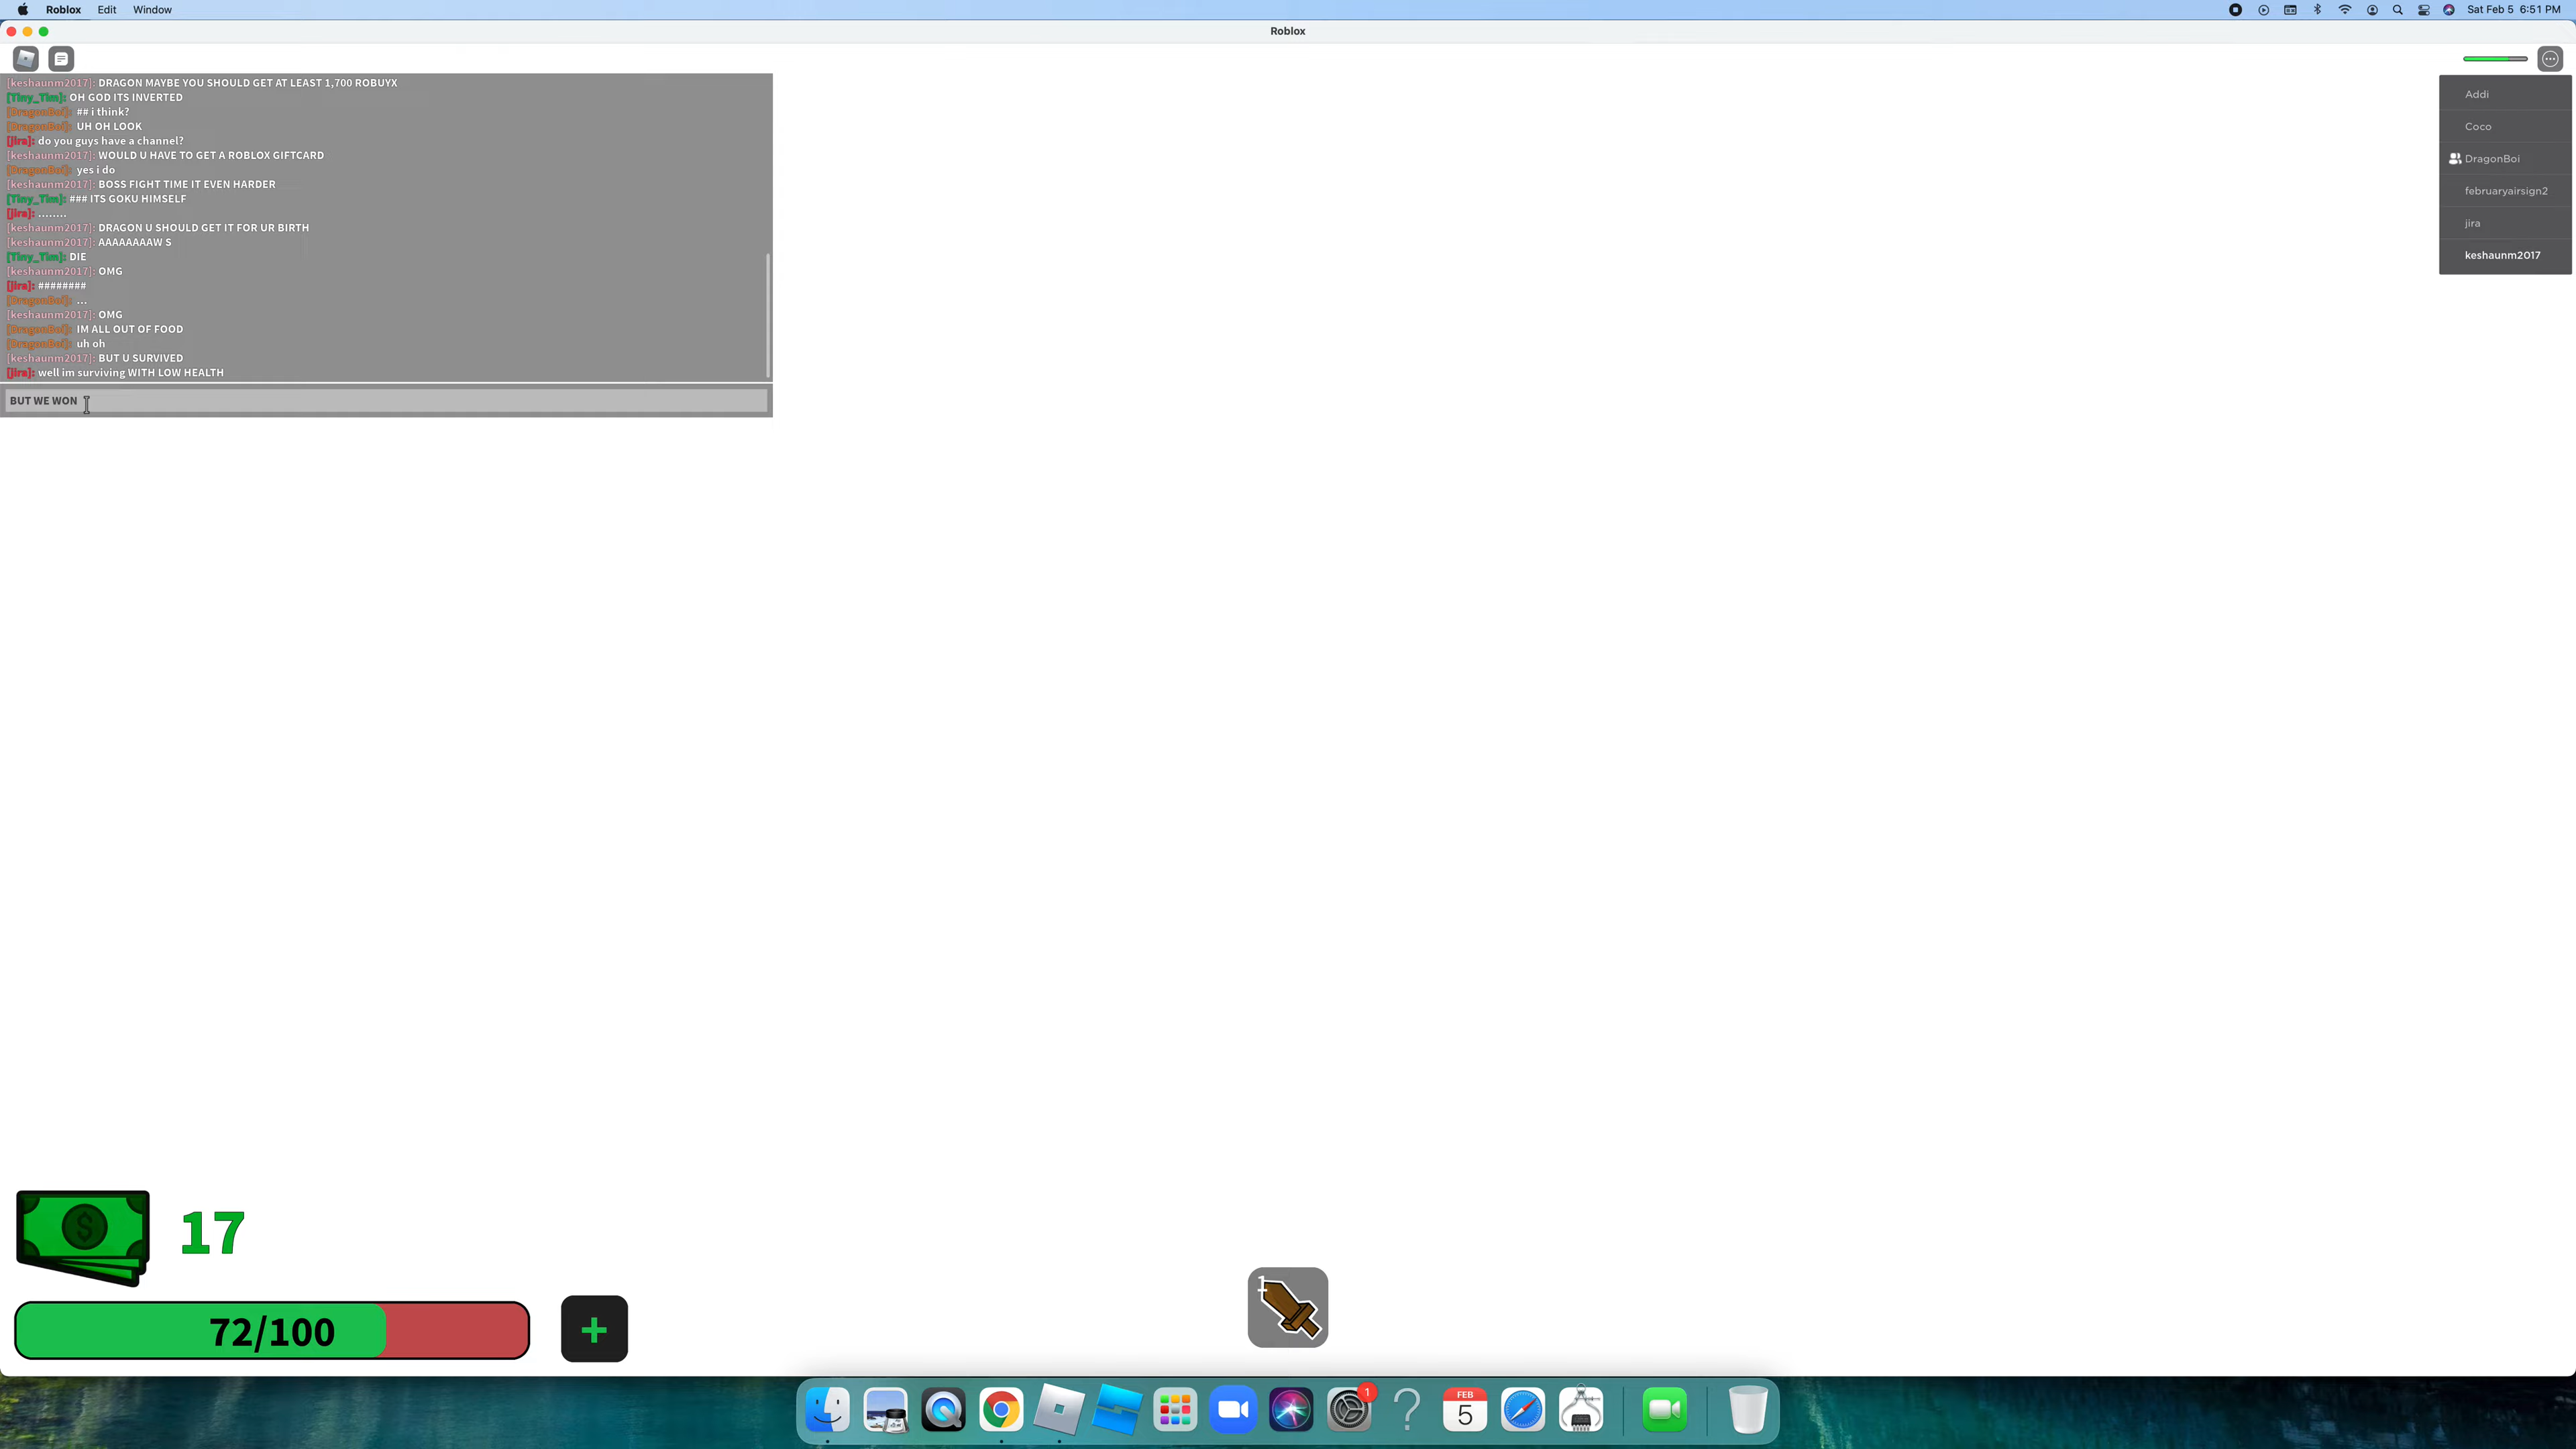 Roblox Edit Window
Sat Feb 5 6:51 PM
Roblox
[keshaunm2017]: DRAGON MAYBE YOU SHOULD GET AT LEAST 1,700 ROBUYX
[Tiny_Tim]: OH GOD ITS INVERTED
[DragonBoi]: ## i think?
[DragonBoi]: UH OH LOOK
[jira]: do you guys have a channel?
[keshaunm2017]: WOULD U HAVE TO GET A ROBLOX GIFTCARD
[DragonBoi]: yes i do
[keshaunm2017]: BOSS FIGHT TIME IT EVEN HARDER
[Tiny_Tim]: ### ITS GOKU HIMSELF
[jira]: ........
[keshaunm2017]: DRAGON U SHOULD GET IT FOR UR BIRTH
[keshaunm2017]: AAAAAAAAW S
[Tiny_Tim]: DIE
[keshaunm2017]: OMG
[jira]: ########
[DragonBoi]: ...
[keshaunm2017]: OMG
[DragonBoi]: IM ALL OUT OF FOOD
[DragonBoi]: uh oh
[keshaunm2017]: BUT U SURVIVED
[jira]: well im surviving WITH LOW HEALTH
BUT WE WON
Addi
Coco
DragonBoi
februaryairsign2
jira
keshaunm2017
17
72/100
+
1
1
FEB
5